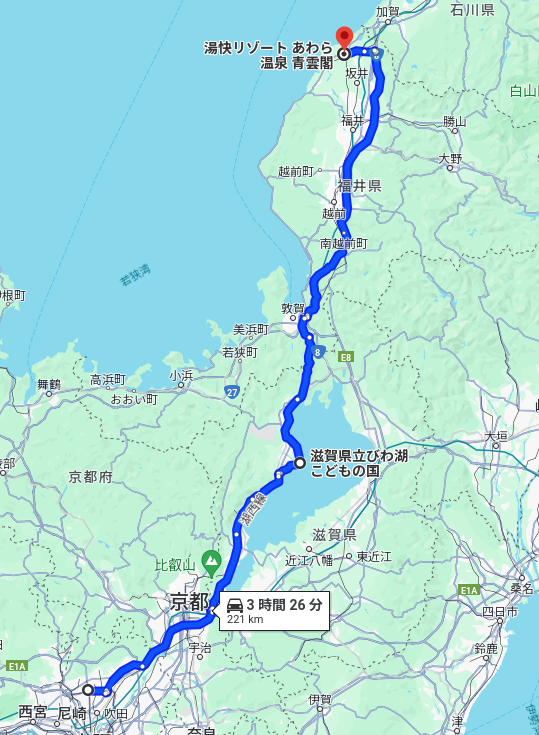 加賀
石川県
湯快リゾート あわら
温泉 青雲閣
坂井
白山
福井
勝山
大野
越前町
福井県
越前
南越前町
若狭湾
敦賀
美浜町
8
E8
若狭町
小浜
高浜町
舞鶴
おおい町
27
大垣
滋賀県立びわ湖
こどもの国
京都府
湖西線
滋賀県
比叡山
近江八幡
東近江
桑名
E1A
京都
3 時間 26 分
221 km
四日市
宇治
鈴鹿
E1A
伊賀
西宮
尼崎
吹田
津
奈良